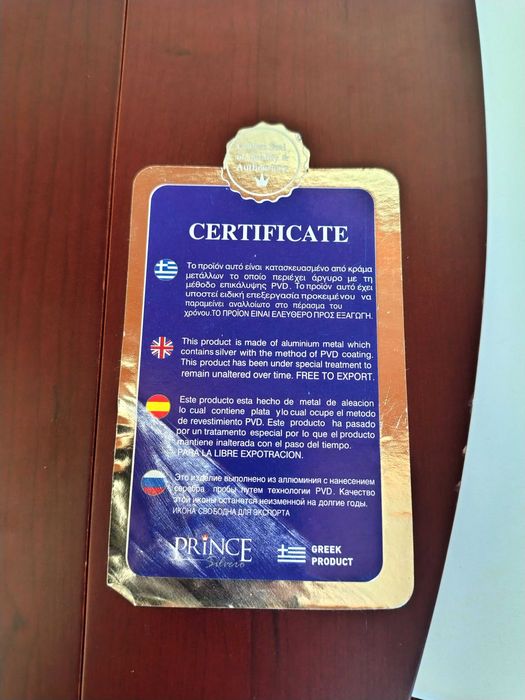 Golden Seal
of Quality &
Authenticity
CERTIFICATE
Το προϊόν αυτό είναι κατασκευασμένο από κράμα
μετάλλων το οποίο περιέχει άργυρο με τη
μέθοδο επικάλυψης PVD. Το προϊόν αυτό έχει
υποστεί ειδική επεξεργασία προκειμένου να
παραμείνει αναλλοίωτο στο πέρασμα του
χρόνου.ΤΟ ΠΡΟΪΟΝ ΕΙΝΑΙ ΕΛΕΥΘΕΡΟ ΠΡΟΣ ΕΞΑΓΩΓΗ.
This product is made of aluminium metal which
contains silver with the method of PVD coating.
This product has been under special treatment to
remain unaltered over time. FREE TO EXPORT.
Este producto esta hecho de metal de aleacion
lo cual contiene plata y lo cual ocupe el metodo
de revestimiento PVD. Este producto ha pasado
por un tratamiento especial por lo que el producto
mantiene inalterada con el paso del tiempo.
PARA LA LIBRE EXPOTRACION.
Это изделие выполнено из аллюминия с нанесением
серебра пробы путем технологии PVD. Качество
этой иконы останется неизменной на долгие годы.
ИКОНА СВОБОДНА ДЛЯ ЭКСПОРТА
PRINCE
Silvero
GREEK
PRODUCT